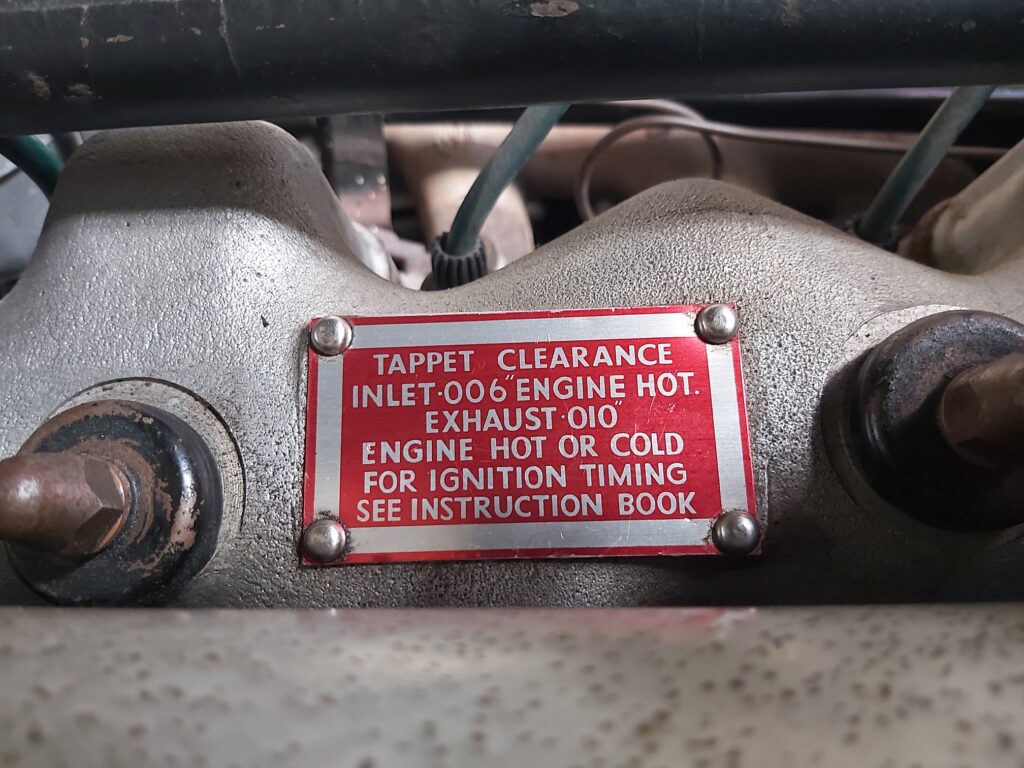 TAPPET CLEARANCE
INLET·006"ENGINE HOT.
EXHAUST·010"
ENGINE HOT OR COLD
FOR IGNITION TIMING
SEE INSTRUCTION BOOK